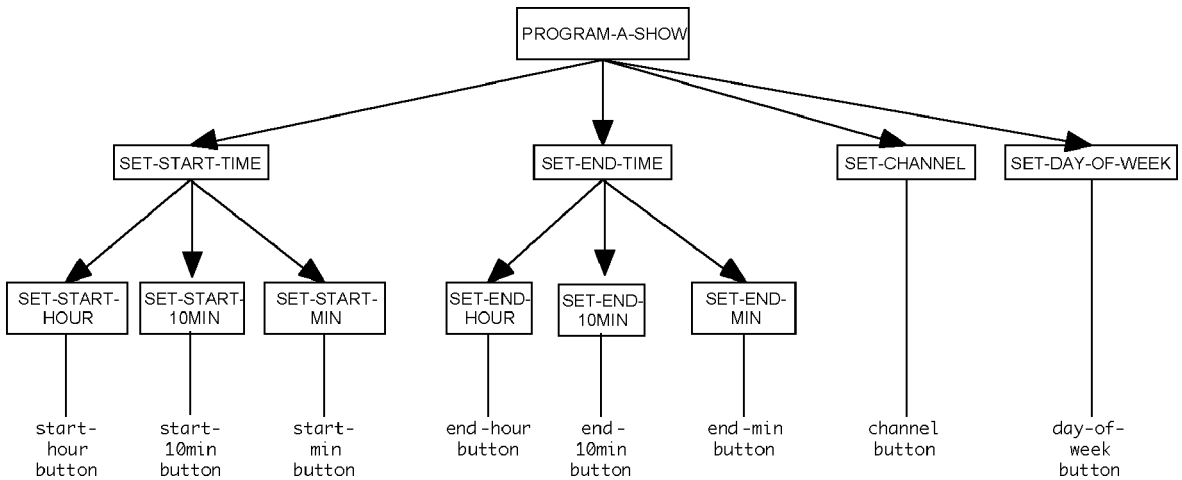 PROGRAM-A-SHOW
SET-START-TIME
SET-END-TIME
SET-CHANNEL
SET-DAY-OF-WEEK
SET-START-
HOUR
SET-START-
10MIN
SET-START-
MIN
SET-END-
HOUR
SET-END-
10MIN
SET-END-
MIN
start-
hour
button
start-
10min
button
start-
min
button
end-hour
button
end-
10min
button
end-min
button
channel
button
day-of-
week
button